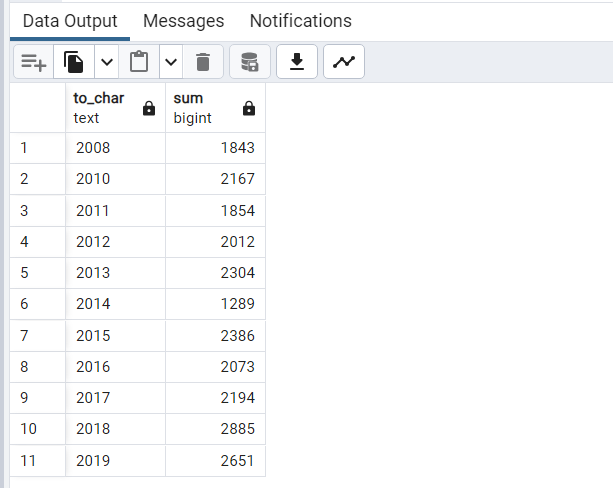 Data Output Messages Notifications
to_char sum
text bigint
1 2008 1843
2 2010 2167
3 2011 1854
4 2012 2012
5 2013 2304
6 2014 1289
7 2015 2386
8 2016 2073
9 2017 2194
10 2018 2885
11 2019 2651